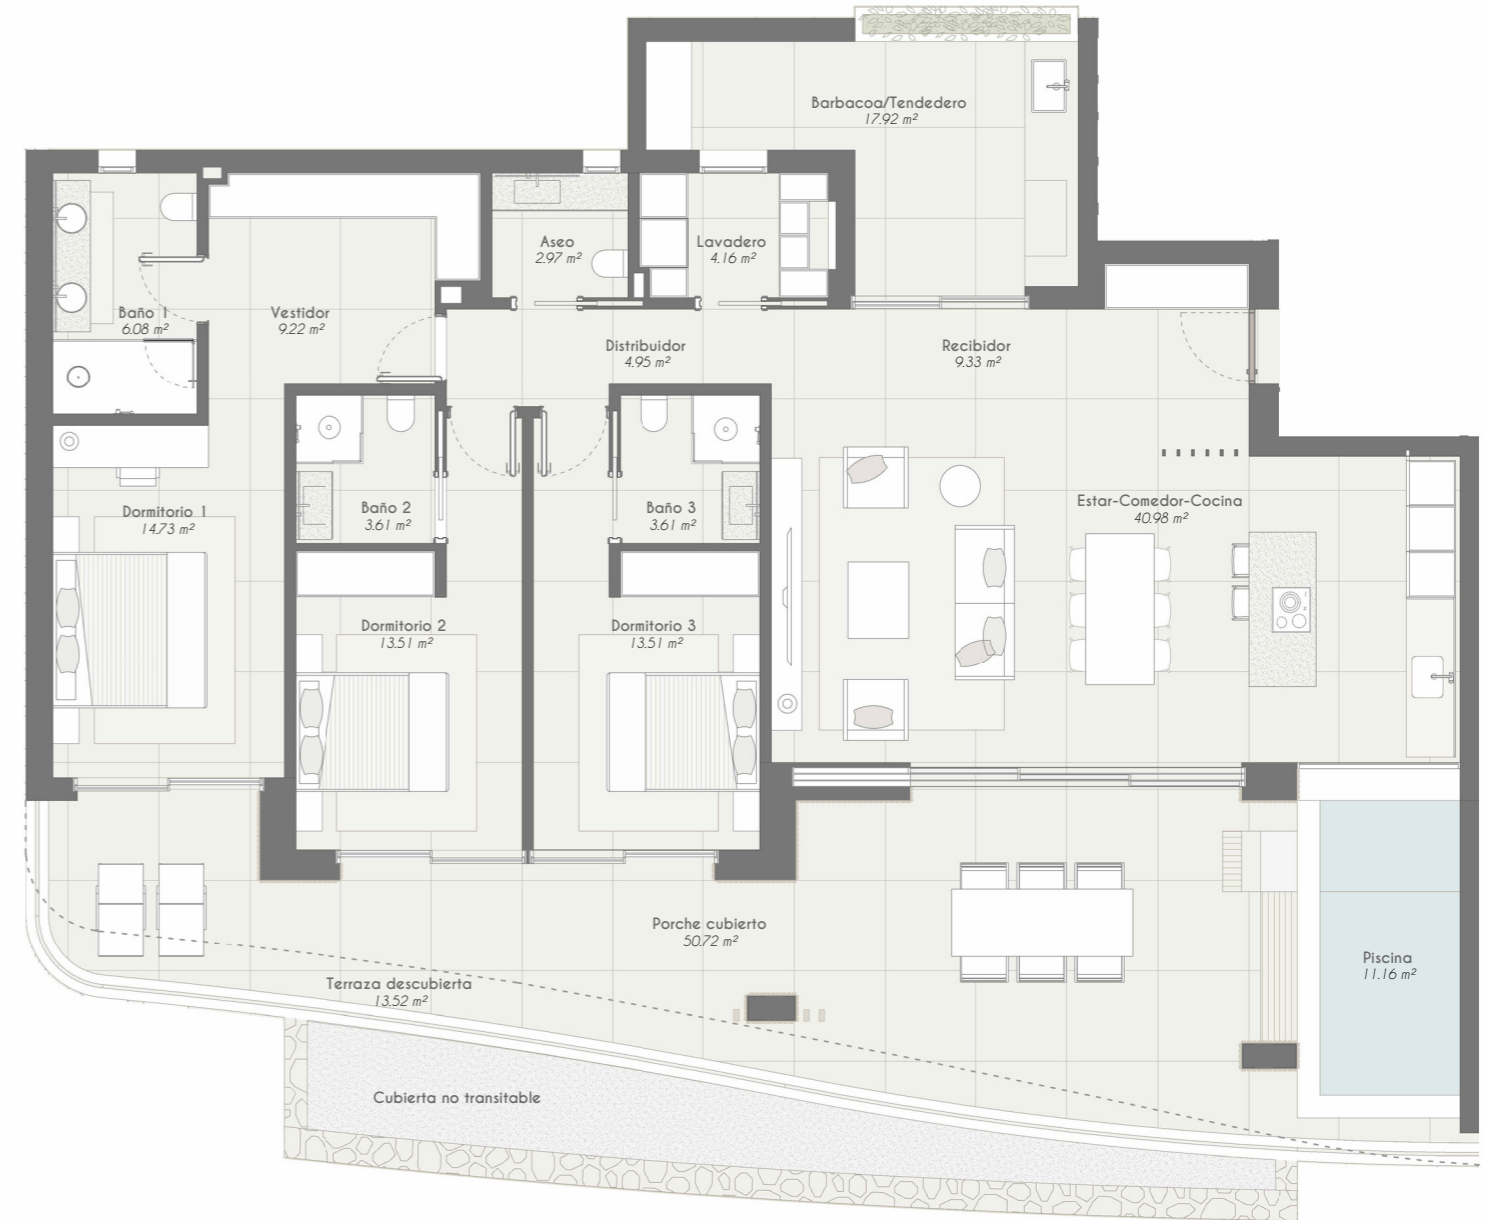 Barbacoa/Tendedero
17.92 m²
Aseo
2.97 m²
Lavadero
4.16 m²
Baño 1
6.08 m²
Vestidor
9.22 m²
Distribuidor
4.95 m²
Recibidor
9.33 m²
Dormitorio 1
14.73 m²
Baño 2
3.61 m²
Baño 3
3.61 m²
Estar-Comedor-Cocina
40.98 m²
Dormitorio 2
13.51 m²
Dormitorio 3
13.51 m²
Porche cubierto
50.72 m²
Piscina
11.16 m²
Terraza descubierta
13.52 m²
Cubierta no transitable